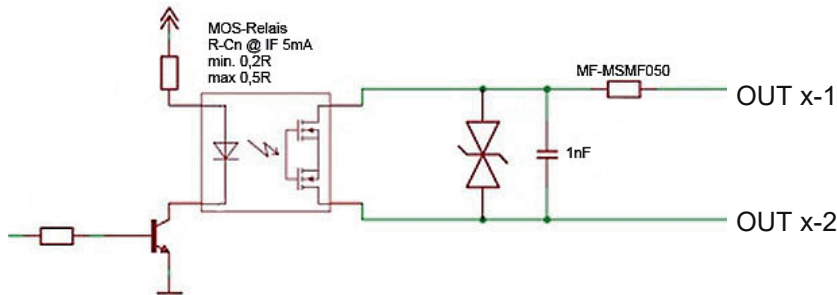 MOS-Relais
R-Cn @ IF 5mA
min. 0,2R
max 0,5R
MF-MSMF050
OUT x-1
1nF
OUT x-2